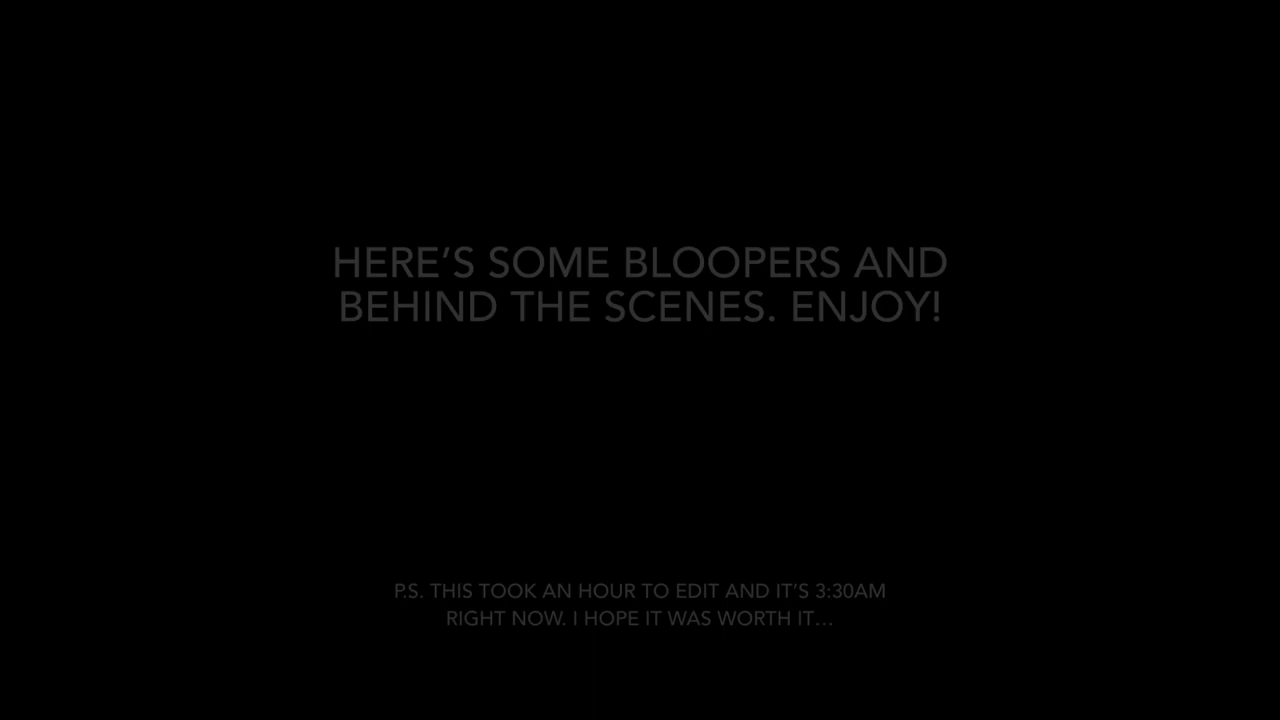 HERE’S SOME BLOOPERS AND
BEHIND THE SCENES. ENJOY!
P.S. THIS TOOK AN HOUR TO EDIT AND IT’S 3:30AM
RIGHT NOW. I HOPE IT WAS WORTH IT…